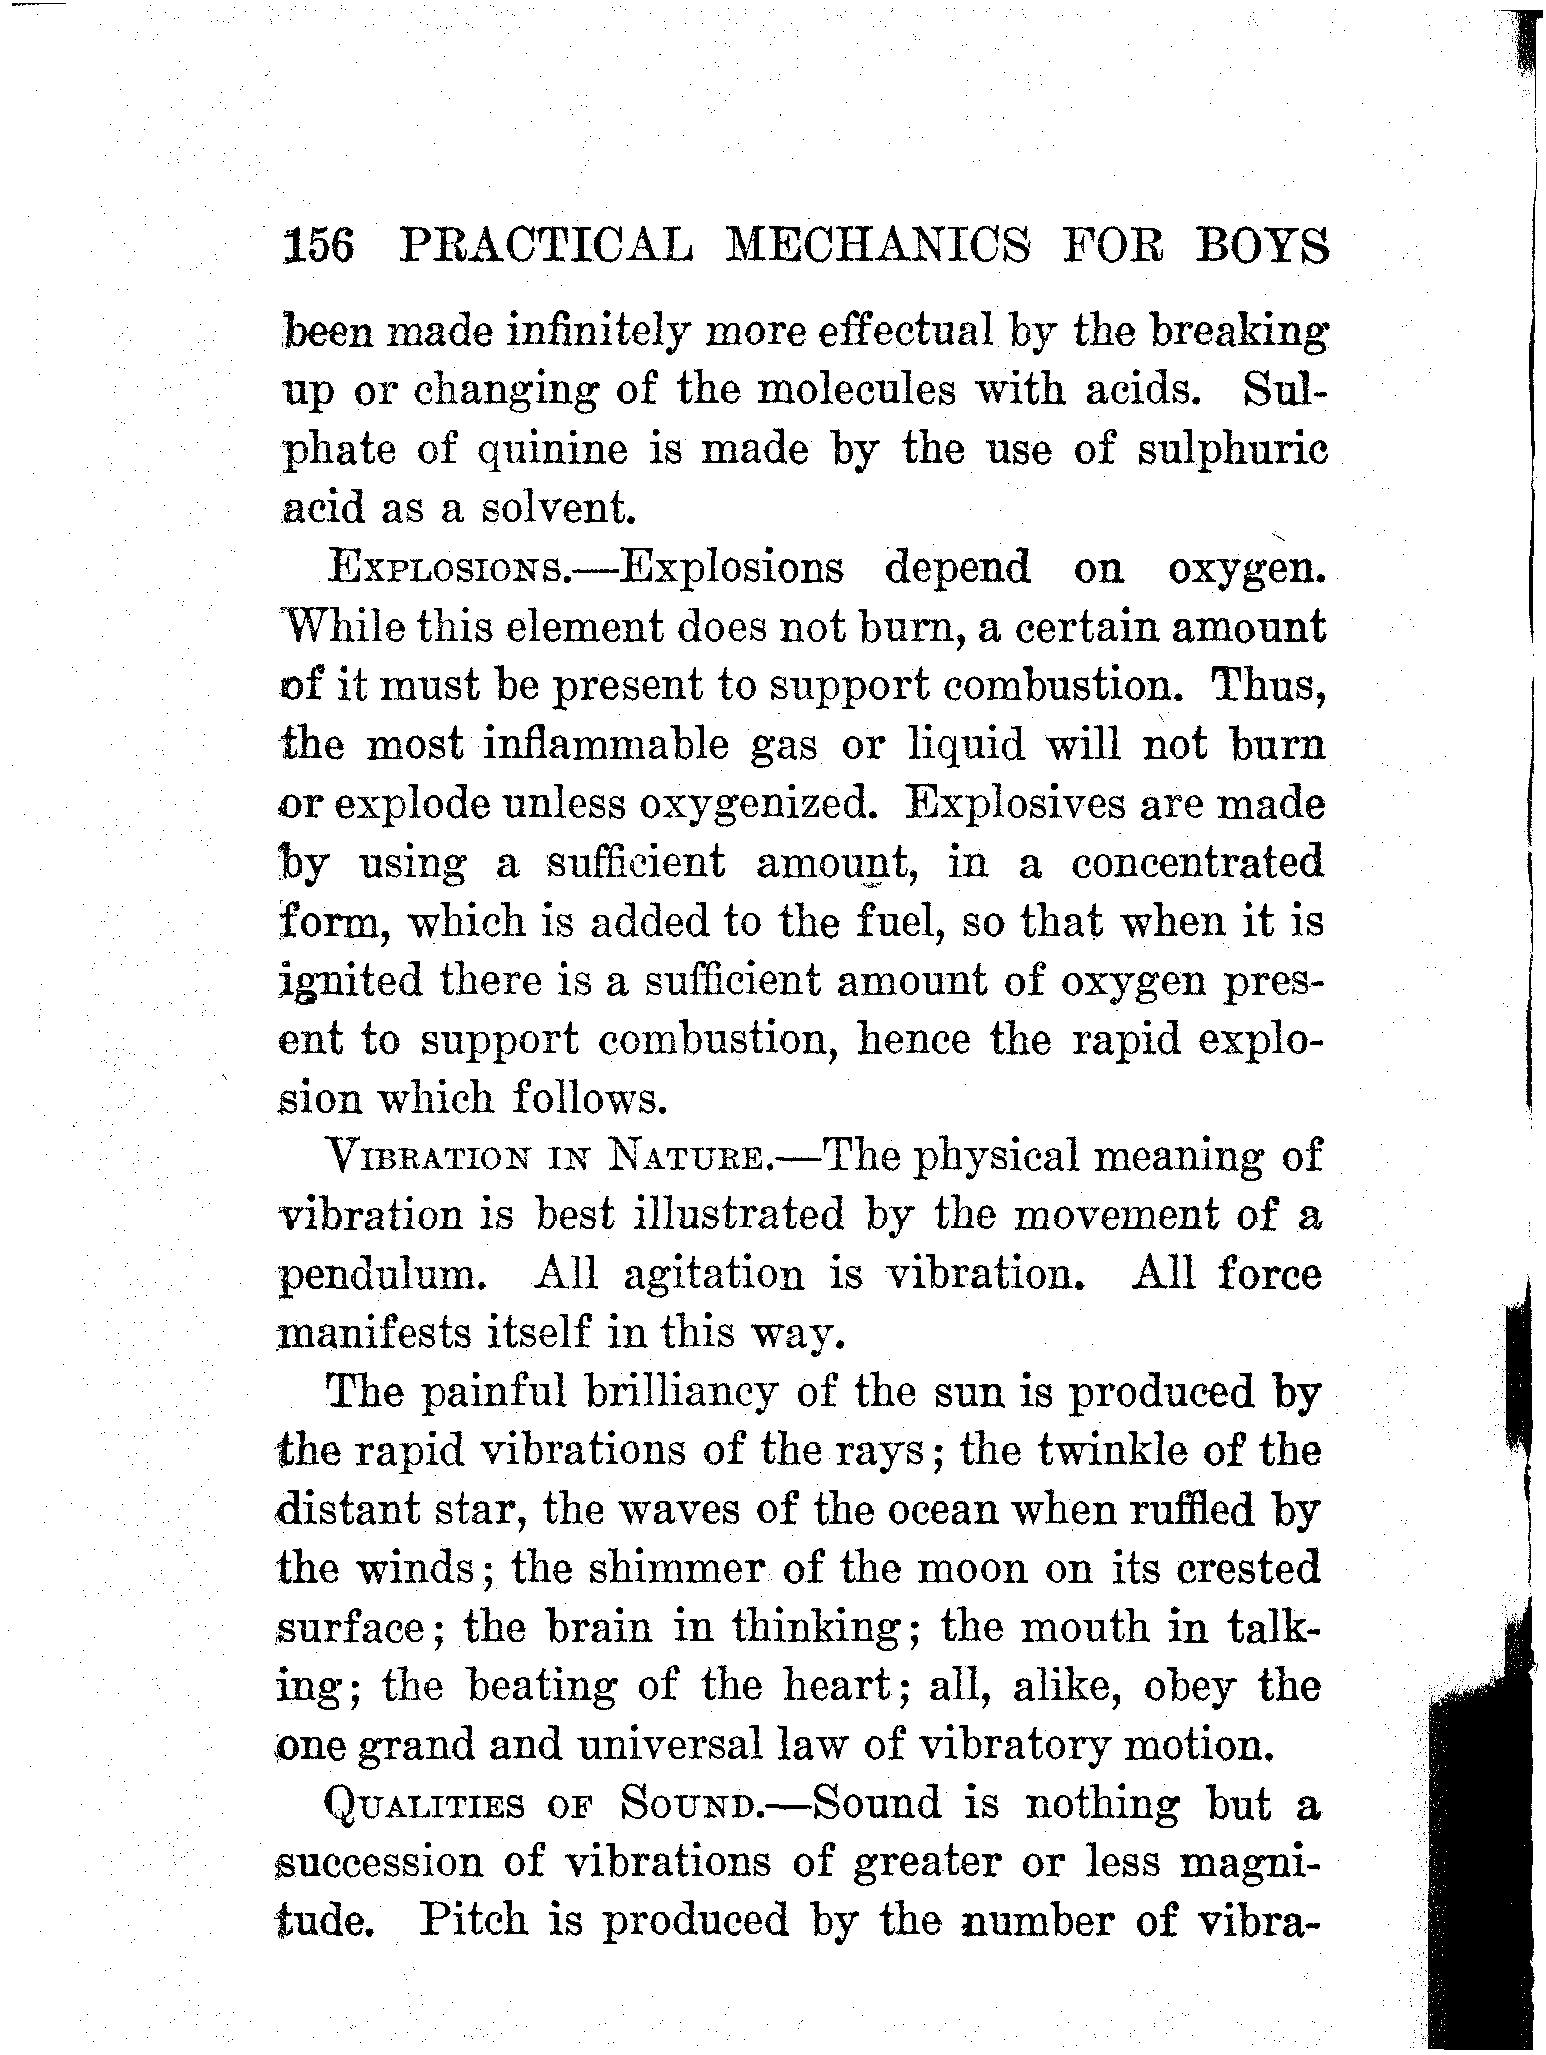 156 PRACTICAL MECHANICS FOR BOYS
been made infinitely more effectual by the breaking
up or changing of the molecules with acids. Sul-
phate of quinine is made by the use of sulphuric
acid as a solvent.
EXPLOSIONS.—Explosions depend on oxygen.
While this element does not burn, a certain amount
of it must be present to support combustion. Thus,
the most inflammable gas or liquid will not burn
or explode unless oxygenized. Explosives are made
by using a sufficient amount, in a concentrated
form, which is added to the fuel, so that when it is
ignited there is a sufficient amount of oxygen pres-
ent to support combustion, hence the rapid explo-
sion which follows.
VIBRATION IN NATURE.—The physical meaning of
vibration is best illustrated by the movement of a
pendulum. All agitation is vibration. All force
manifests itself in this way.
The painful brilliancy of the sun is produced by
the rapid vibrations of the rays; the twinkle of the
distant star, the waves of the ocean when ruffled by
the winds; the shimmer of the moon on its crested
surface; the brain in thinking; the mouth in talk-
ing; the beating of the heart; all, alike, obey the
one grand and universal law of vibratory motion.
QUALITIES OF SOUND.—Sound is nothing but a
succession of vibrations of greater or less magni-
tude. Pitch is produced by the number of vibra-